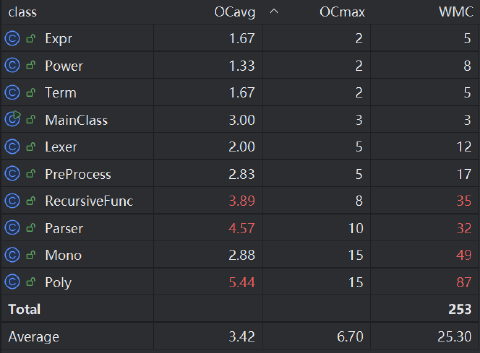 class OCavg OCmax WMC
Expr 1.67 2 5
Power 1.33 2 8
Term 1.67 2 5
MainClass 3.00 3 3
Lexer 2.00 5 12
PreProcess 2.83 5 17
RecursiveFunc 3.89 8 35
Parser 4.57 10 32
Mono 2.88 15 49
Poly 5.44 15 87
Total 253
Average 3.42 6.70 25.30